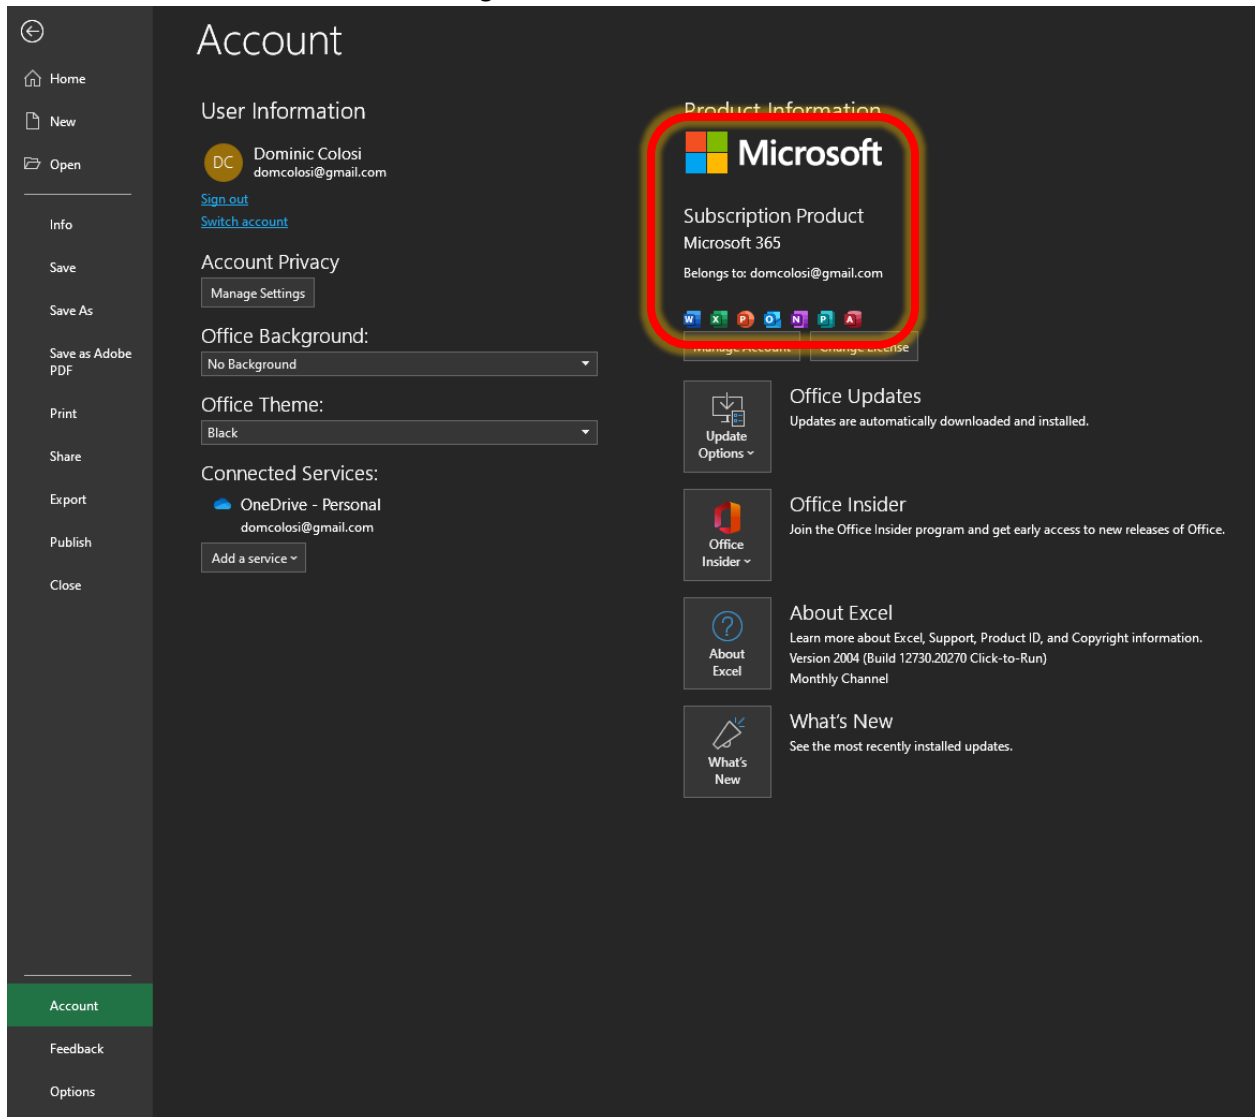 Account
Home
New
Open
Info
Save
Save As
Save as Adobe
PDF
Print
Share
Export
Publish
Close
Account
Feedback
Options
User Information
DC
Dominic Colosi
domcolosi@gmail.com
Sign out
Switch account
Account Privacy
Manage Settings
Office Background:
No Background
Office Theme:
Black
Connected Services:
OneDrive - Personal
domcolosi@gmail.com
Add a service
Product Information
Microsoft
Subscription Product
Microsoft 365
Belongs to: domcolosi@gmail.com
W X P O N P A
Manage Account Change License
Update
Options
Office Updates
Updates are automatically downloaded and installed.
Office
Insider
Office Insider
Join the Office Insider program and get early access to new releases of Office.
?
About
Excel
About Excel
Learn more about Excel, Support, Product ID, and Copyright information.
Version 2004 (Build 12730.20270 Click-to-Run)
Monthly Channel
What's
New
What's New
See the most recently installed updates.